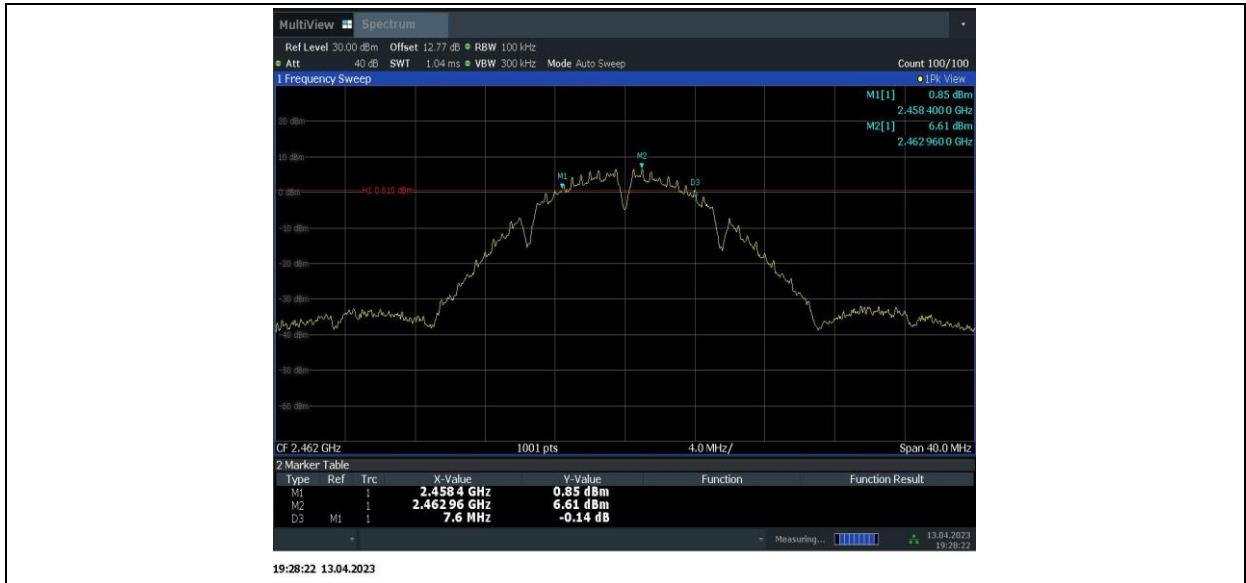 MultiView Spectrum
Ref Level 30.00 dBm Offset 12.77 dB RBW 100 kHz
Att 40 dB SWT 1.04 ms VBW 300 kHz Mode Auto Sweep Count 100/100
1 Frequency Sweep 1Pk View
M1[1] 0.85 dBm
2.458 400 0 GHz
20 dBm
M2[1] 6.61 dBm
2.462 960 0 GHz
10 dBm
M2
M1
D3
0 dBm
H1 0.610 dBm
-10 dBm
-20 dBm
-30 dBm
-40 dBm
-50 dBm
-60 dBm
CF 2.462 GHz 1001 pts 4.0 MHz/ Span 40.0 MHz
2 Marker Table
Type Ref Trc X-Value Y-Value Function Function Result
M1 1 2.458 4 GHz 0.85 dBm
M2 1 2.462 96 GHz 6.61 dBm
D3 M1 1 7.6 MHz -0.14 dB
Measuring... 13.04.2023
19:28:22
19:28:22 13.04.2023